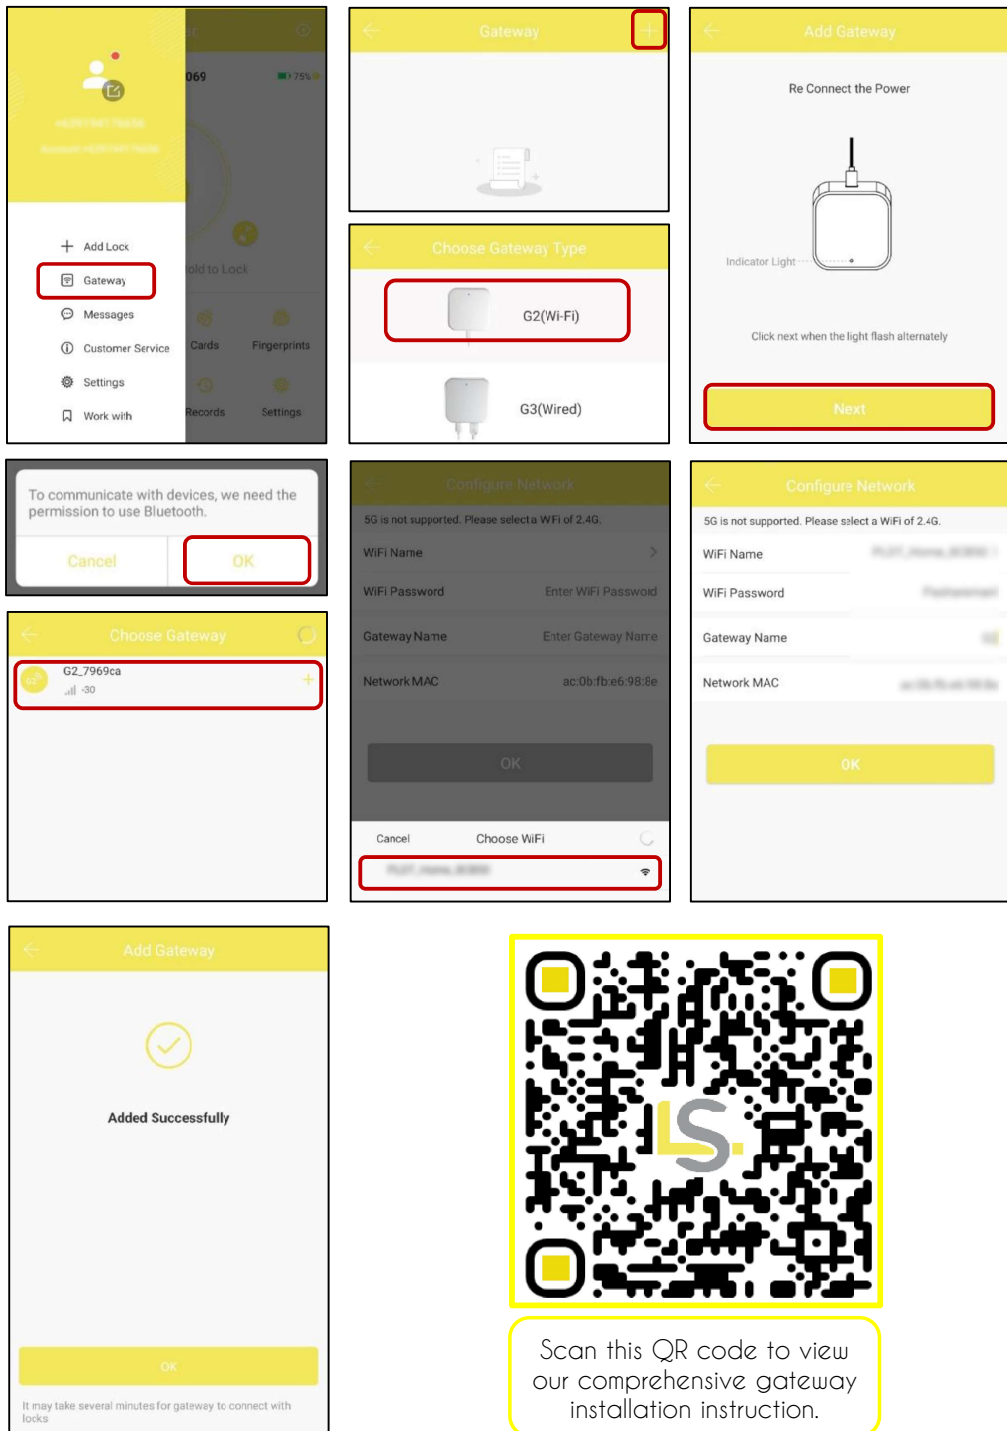 069
75%
+ Add Lock
Gateway
Messages
Customer Service
Settings
Work with
Hold to Lock
Cards
Fingerprints
Records
Settings
Gateway
Choose Gateway Type
G2(Wi-Fi)
G3(Wired)
Add Gateway
Re Connect the Power
Indicator Light
Click next when the light flash alternately
Next
To communicate with devices, we need the
permission to use Bluetooth.
Cancel
OK
Choose Gateway
G2_7969ca
-30
Configure Network
5G is not supported. Please select a WiFi of 2.4G.
WiFi Name
WiFi Password
Enter WiFi Password
Gateway Name
Enter Gateway Name
Network MAC
ac:0b:fb:e6:98:8e
OK
Cancel
Choose WiFi
Configure Network
5G is not supported. Please select a WiFi of 2.4G.
WiFi Name
WiFi Password
Gateway Name
Network MAC
OK
Add Gateway
Added Successfully
OK
It may take several minutes for gateway to connect with
locks
LS.
Scan this QR code to view
our comprehensive gateway
installation instruction.